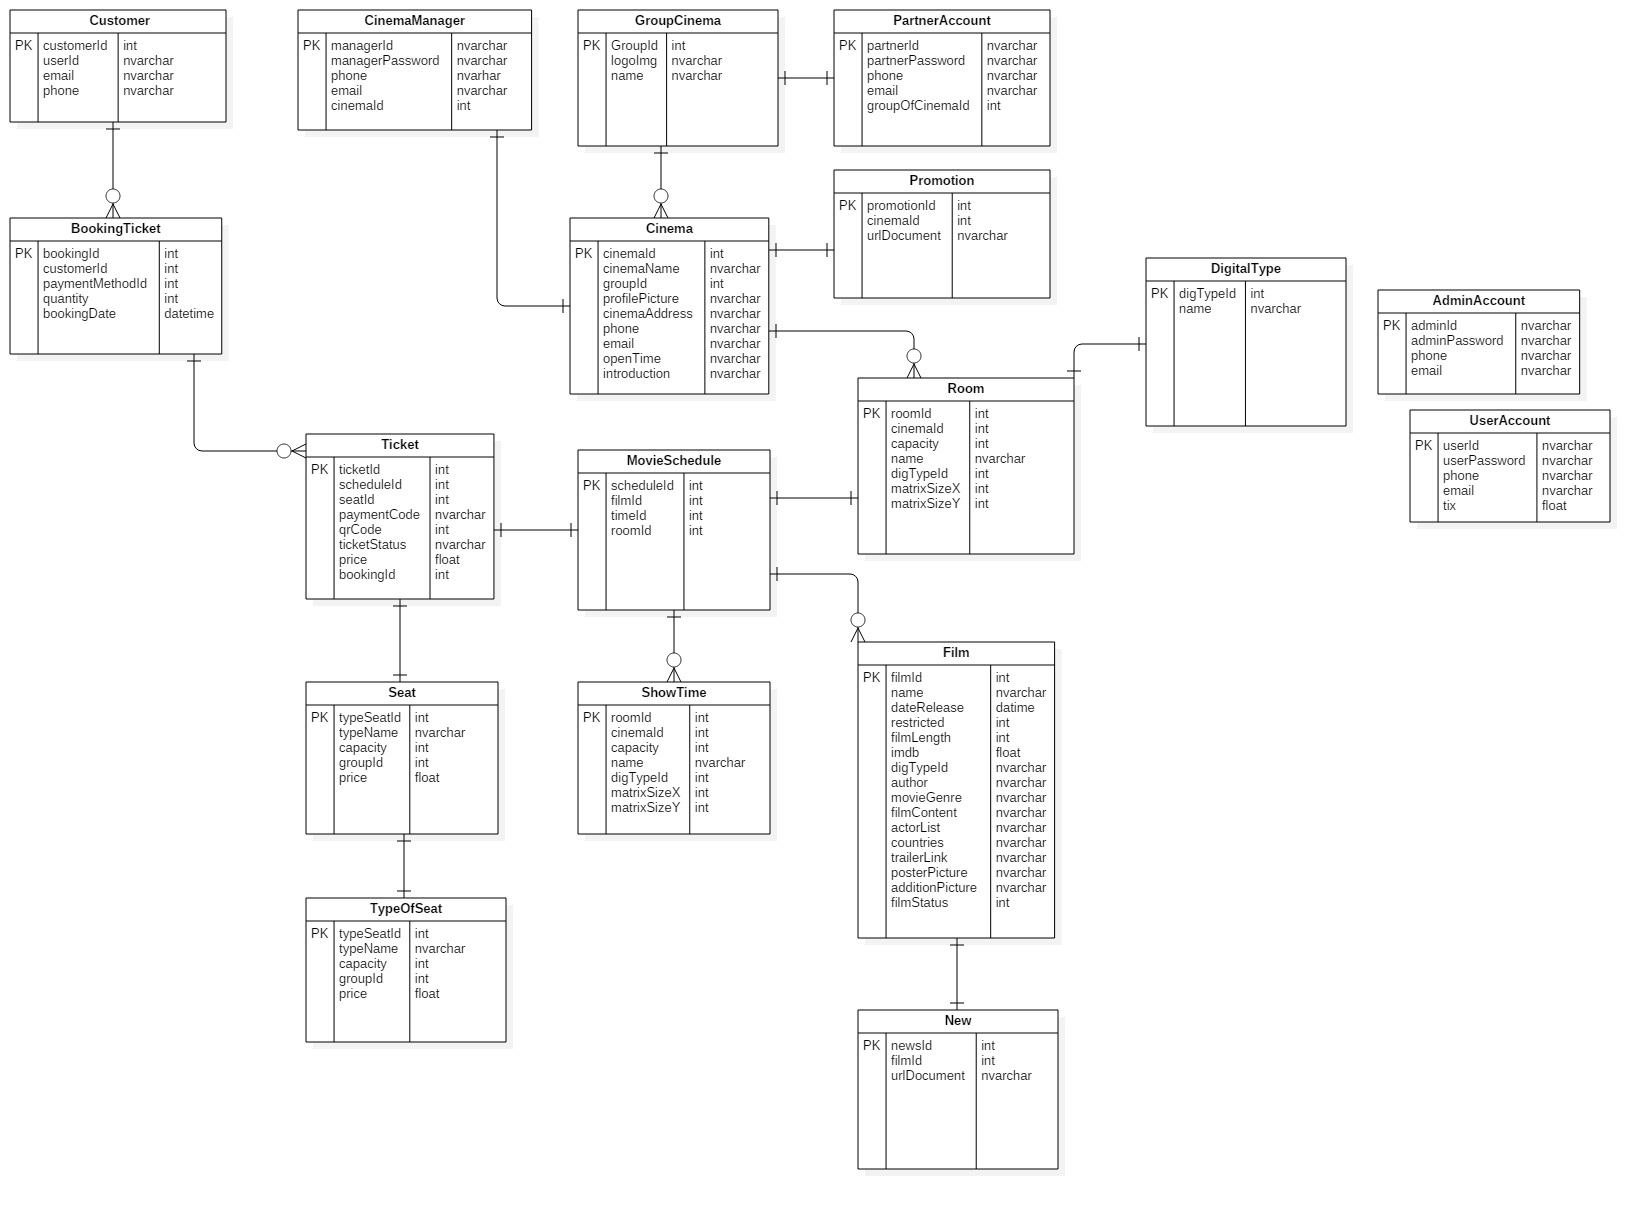 Customer
PK customerId int
userId nvarchar
email nvarchar
phone nvarchar
CinemaManager
PK managerId nvarchar
managerPassword nvarchar
phone nvarhar
email nvarchar
cinemaId int
GroupCinema
PK GroupId int
logoImg nvarchar
name nvarchar
PartnerAccount
PK partnerId nvarchar
partnerPassword nvarchar
phone nvarchar
email nvarchar
groupOfCinemaId int
Promotion
PK promotionId int
cinemaId int
urlDocument nvarchar
BookingTicket
PK bookingId int
customerId int
paymentMethodId int
quantity int
bookingDate datetime
Cinema
PK cinemaId int
cinemaName nvarchar
groupId int
profilePicture nvarchar
cinemaAddress nvarchar
phone nvarchar
email nvarchar
openTime nvarchar
introduction nvarchar
DigitalType
PK digTypeId int
name nvarchar
AdminAccount
PK adminId nvarchar
adminPassword nvarchar
phone nvarchar
email nvarchar
Room
PK roomId int
cinemaId int
capacity int
name nvarchar
digTypeId int
matrixSizeX int
matrixSizeY int
UserAccount
PK userId nvarchar
userPassword nvarchar
phone nvarchar
email nvarchar
tix float
Ticket
PK ticketId int
scheduleId int
seatId int
paymentCode nvarchar
qrCode int
ticketStatus nvarchar
price float
bookingId int
MovieSchedule
PK scheduleId int
filmId int
timeId int
roomId int
Film
PK filmId int
name nvarchar
dateRelease datime
restricted int
filmLength int
imdb float
digTypeId nvarchar
author nvarchar
movieGenre nvarchar
filmContent nvarchar
actorList nvarchar
countries nvarchar
trailerLink nvarchar
posterPicture nvarchar
additionPicture nvarchar
filmStatus int
Seat
PK typeSeatId int
typeName nvarchar
capacity int
groupId int
price float
ShowTime
PK roomId int
cinemaId int
capacity int
name nvarchar
digTypeId int
matrixSizeX int
matrixSizeY int
TypeOfSeat
PK typeSeatId int
typeName nvarchar
capacity int
groupId int
price float
New
PK newsId int
filmId int
urlDocument nvarchar